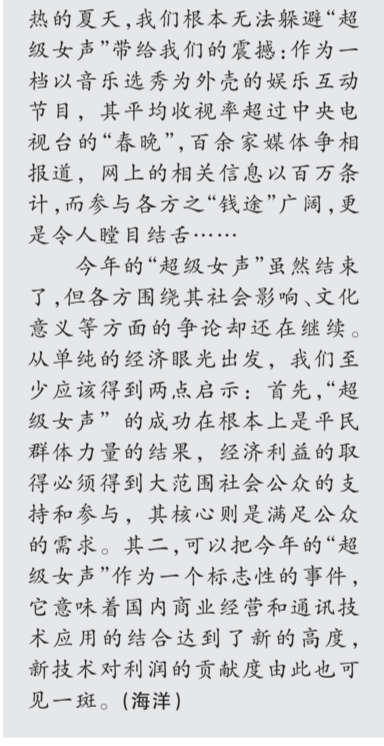 热的夏天,我们根本无法躲避“超
级女声”带给我们的震撼:作为一
档以音乐选秀为外壳的娱乐互动
节目，其平均收视率超过中央电
视台的“春晚”,百余家媒体争相
报道，网上的相关信息以百万条
计,而参与各方之“钱途”广阔,更
是令人瞠目结舌……
今年的“超级女声”虽然结束
了,但各方围绕其社会影响、文化
意义等方面的争论却还在继续。
从单纯的经济眼光出发，我们至
少应该得到两点启示：首先,“超
级女声”的成功在根本上是平民
群体力量的结果，经济利益的取
得必须得到大范围社会公众的支
持和参与，其核心则是满足公众
的需求。其二,可以把今年的“超
级女声”作为一个标志性的事件,
它意味着国内商业经营和通讯技
术应用的结合达到了新的高度,
新技术对利润的贡献度由此也可
见一斑。(海洋)